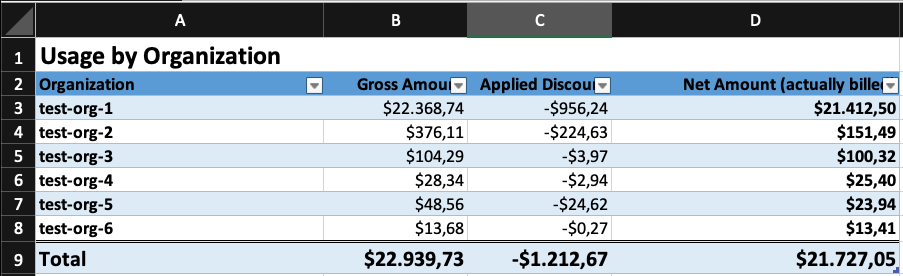 A B C D
1 Usage by Organization
2 Organization Gross Amou Applied Discou Net Amount (actually bille
3 test-org-1 $22.368,74 -$956,24 $21.412,50
4 test-org-2 $376,11 -$224,63 $151,49
5 test-org-3 $104,29 -$3,97 $100,32
6 test-org-4 $28,34 -$2,94 $25,40
7 test-org-5 $48,56 -$24,62 $23,94
8 test-org-6 $13,68 -$0,27 $13,41
9 Total $22.939,73 -$1.212,67 $21.727,05